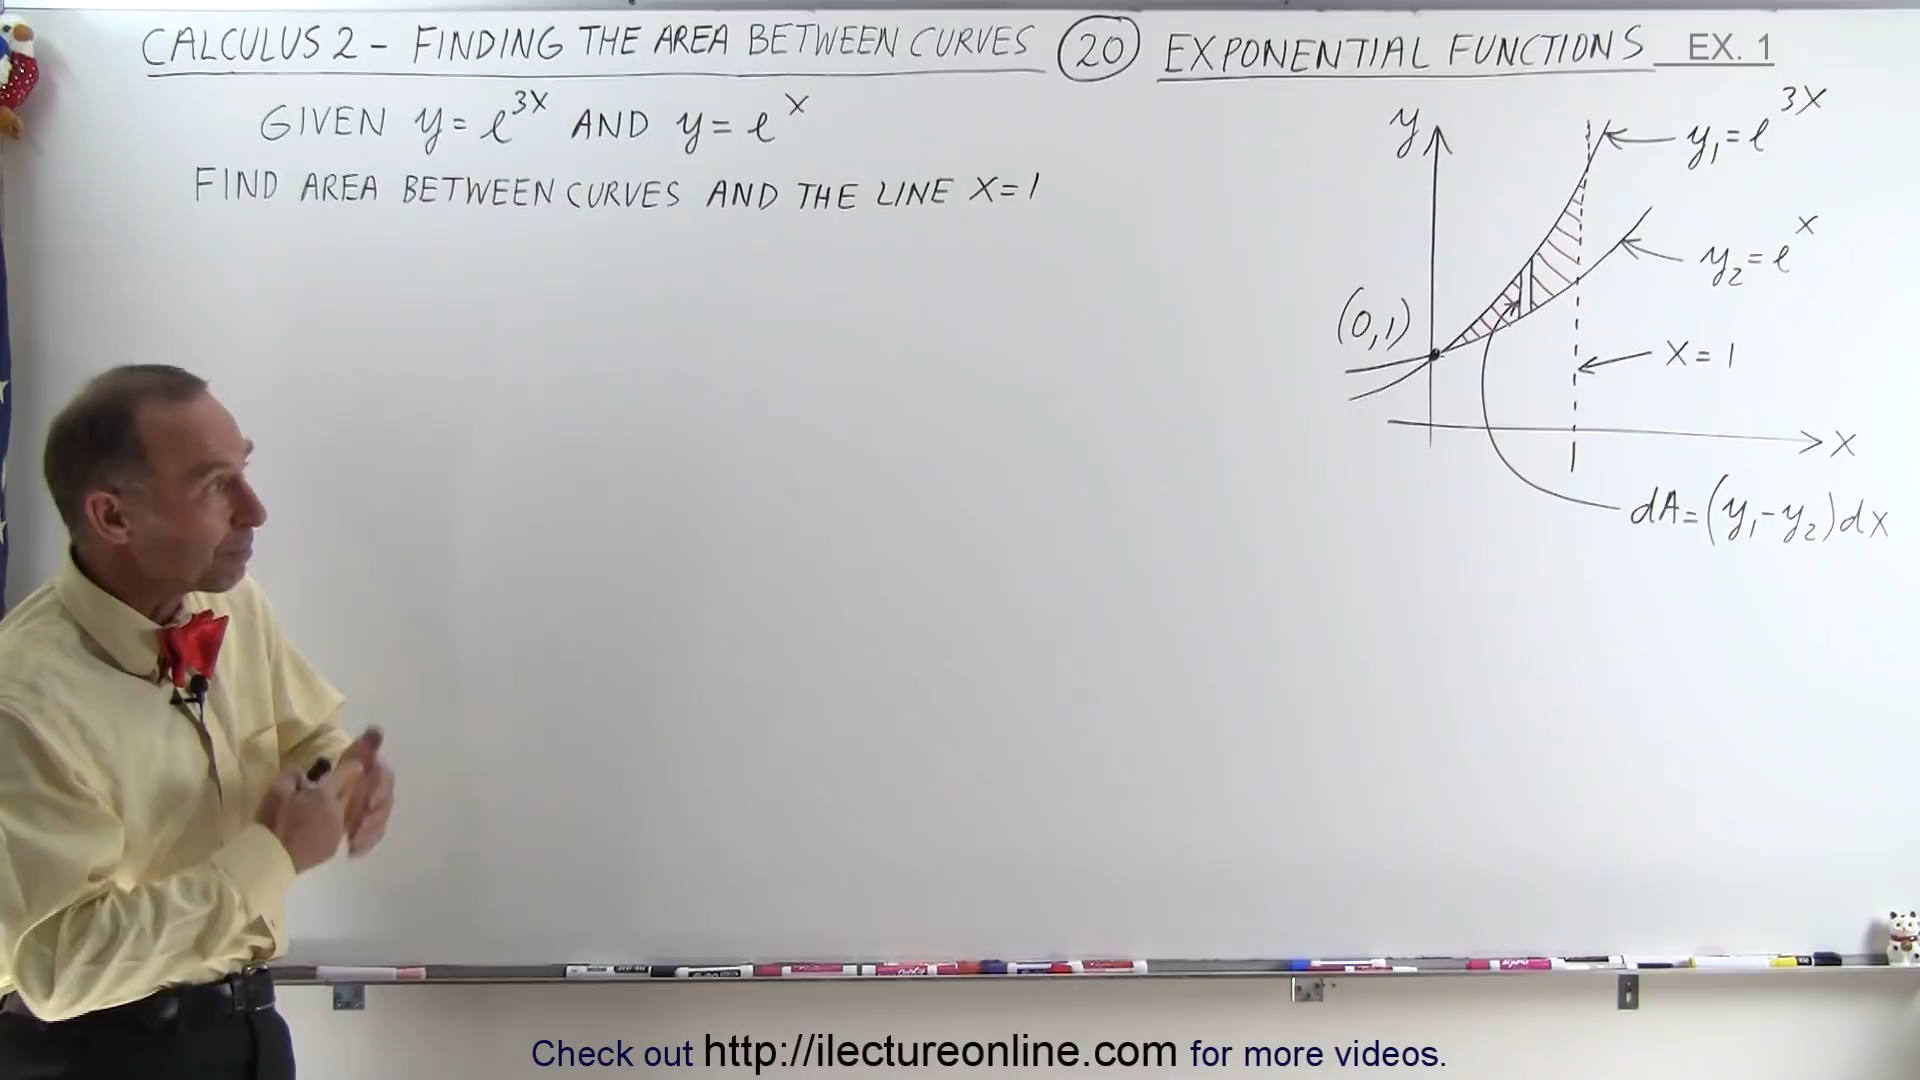 CALCULUS 2 - FINDING THE AREA BETWEEN CURVES (20) EXPONENTIAL FUNCTIONS EX. 1
GIVEN y = e^3x AND y = e^x
FIND AREA BETWEEN CURVES AND THE LINE X=1
y
y₁ = e^3x
y₂ = e^x
(0,1)
X = 1
X
dA = (y₁-y₂)dx
Check out http://ilectureonline.com for more videos.